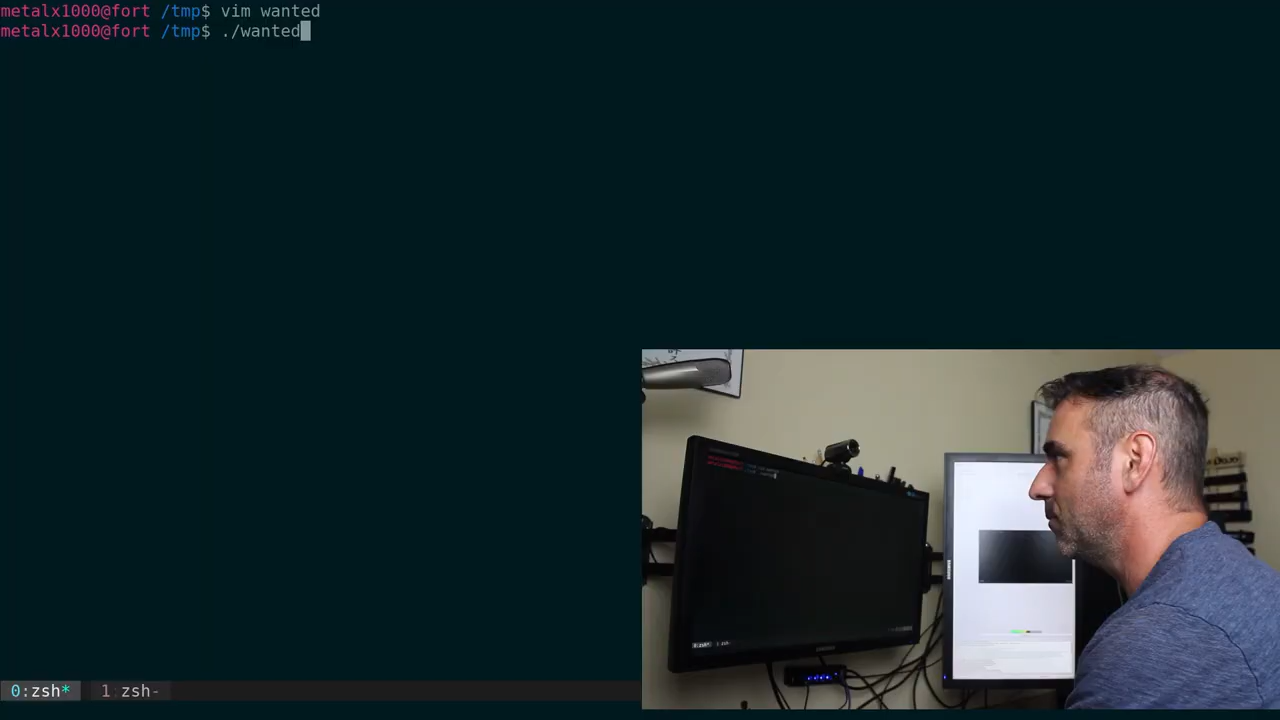 metalx1000@fort /tmp$ vim wanted
metalx1000@fort /tmp$ ./wanted
0:zsh* 1:zsh-